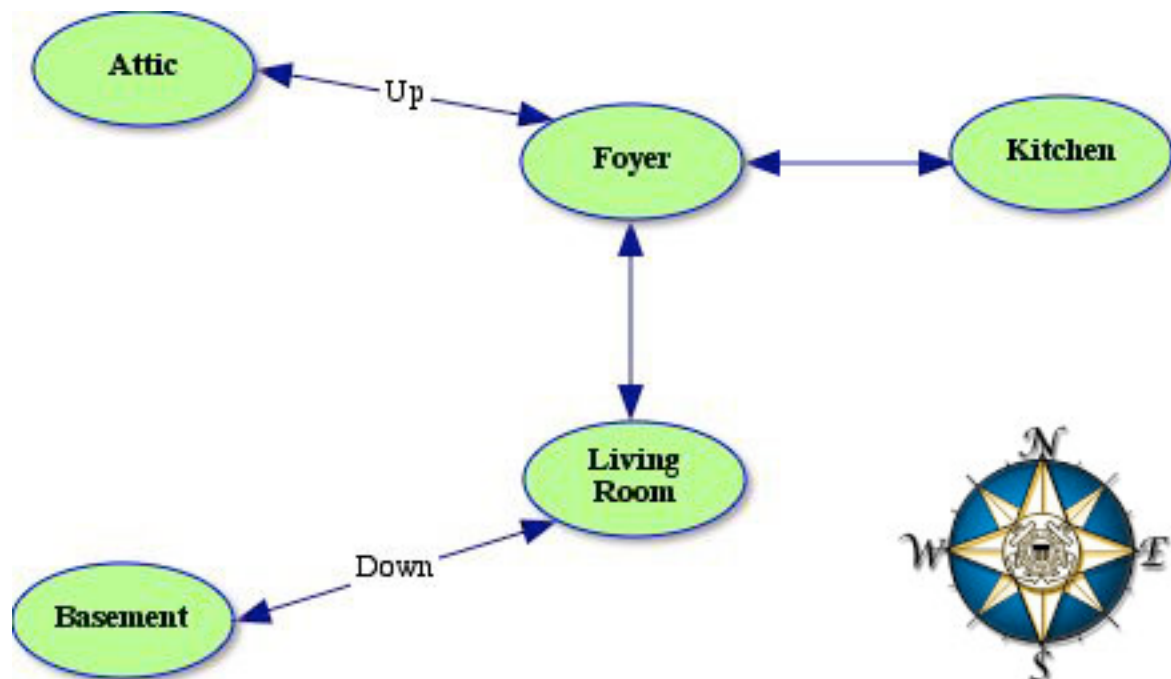 Attic
Up
Foyer
Kitchen
Living
Room
Down
Basement
N
W
E
S